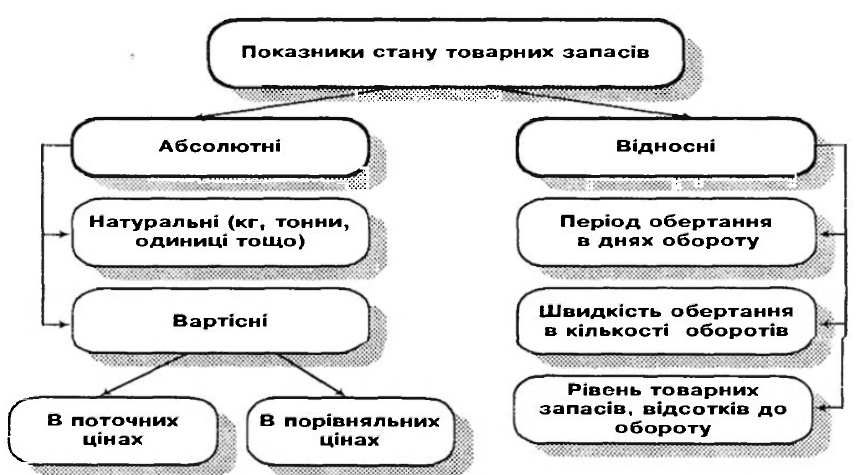 Показники стану товарних запасів
Абсолютні
Відносні
Натуральні (кг, тонни,
одиниці тощо)
Період обертання
в днях обороту
Вартісні
Швидкість обертання
в кількості оборотів
В поточних
цінах
В порівняльних
цінах
Рівень товарних
запасів, відсотків до
обороту